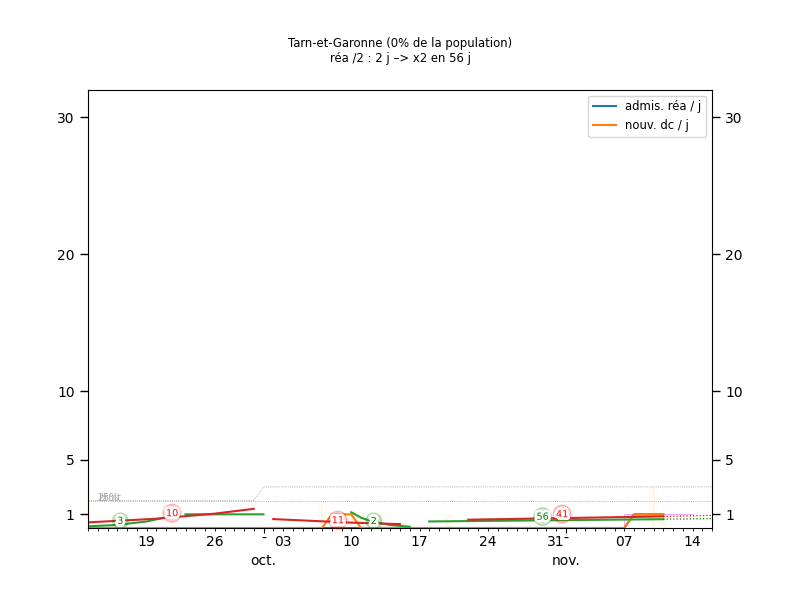 Tarn-et-Garonne (0% de la population)
réa /2 : 2 j –> x2 en 56 j
admis. réa / j
nouv. dc / j
30 30
20 20
10 10
5 5
1 1
3 10 11 2 56 41
19 26 - 03 10 17 24 31 - 07 14
oct. nov.